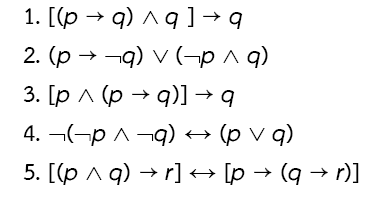 1. [(p → q) ∧ q ] → q
2. (p → ¬q) ∨ (¬p ∧ q)
3. [p ∧ (p → q)] → q
4. ¬(¬p ∧ ¬q) ↔ (p ∨ q)
5. [(p ∧ q) → r] ↔ [p → (q → r)]